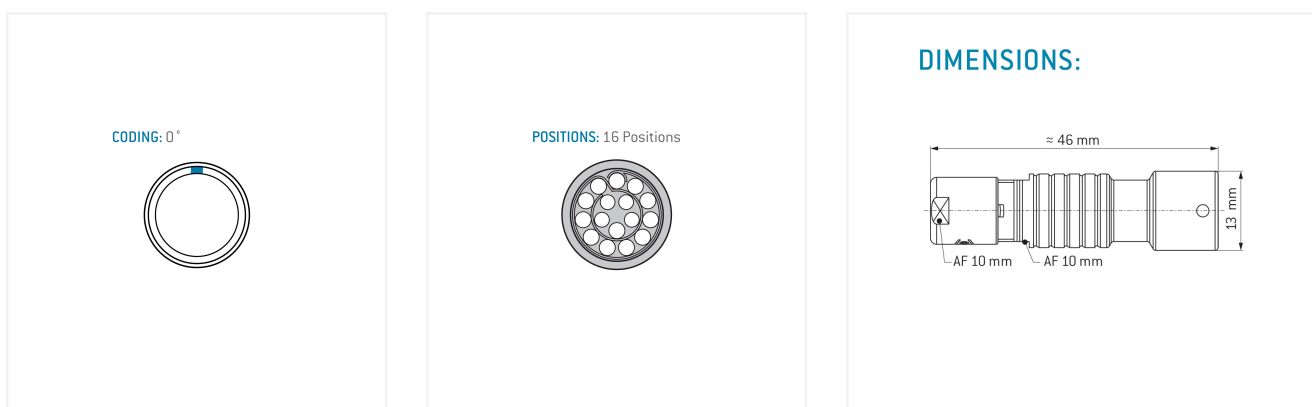 CODING: 0°
POSITIONS: 16 Positions
DIMENSIONS:
≈ 46 mm
13 mm
AF 10 mm
AF 10 mm